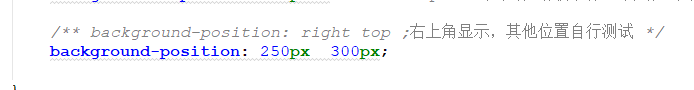 /** background-position: right top ;右上角显示，其他位置自行测试 */
background-position: 250px  300px;
}